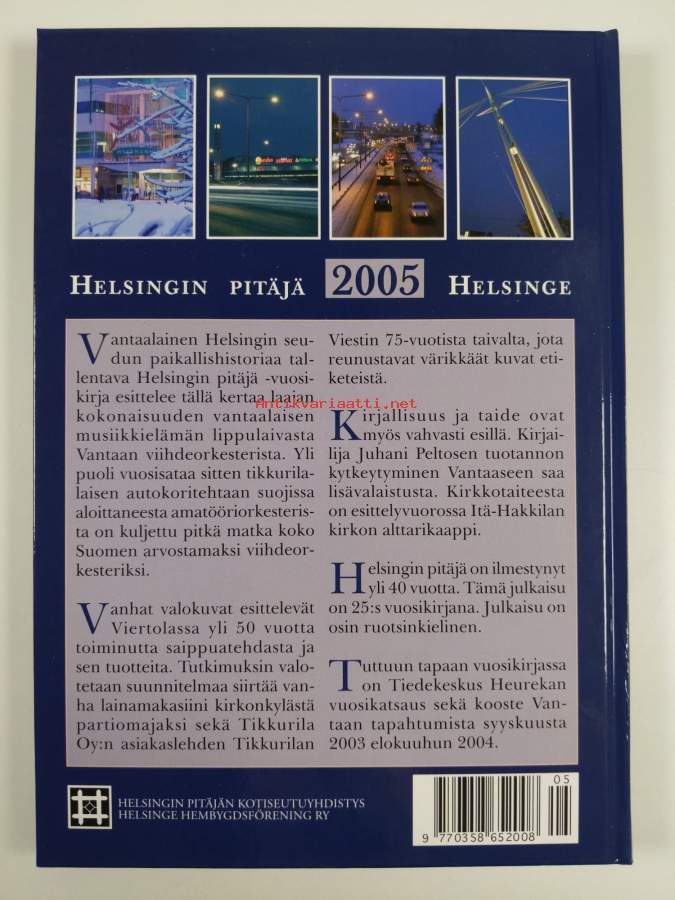 HELSINGIN PITÄJÄ 2005 HELSINGE
Vantaalainen Helsingin seu-
dun paikallishistoriaa tal-
lentava Helsingin pitäjä -vuosi-
kirja esittelee tällä kertaa laajan
kokonaisuuden vantaalaisen
musiikkielämän lippulaivasta
Vantaan viihdeorkesterista. Yli
puoli vuosisataa sitten tikkurila-
laisen autokoritehtaan suojissa
aloittaneesta amatööriorkesteris-
ta on kuljettu pitkä matka koko
Suomen arvostamaksi viihdeor-
kesteriksi.
Vanhat valokuvat esittelevät
Viertolassa yli 50 vuotta
toiminutta saippuatehdasta ja
sen tuotteita. Tutkimuksin valo-
tetaan suunnitelmaa siirtää van-
ha lainamakasiini kirkonkylästä
partiomajaksi sekä Tikkurila
Oy:n asiakaslehden Tikkurilan
Viestin 75-vuotista taivalta, jota
reunustavat värikkäät kuvat eti-
keteistä.
Kirjallisuus ja taide ovat
myös vahvasti esillä. Kirjai-
lija Juhani Peltosen tuotannon
kytkeytyminen Vantaaseen saa
lisävalaistusta. Kirkkotaiteesta
on esittelyvuorossa Itä-Hakkilan
kirkon alttarikaappi.
Helsingin pitäjä on ilmestynyt
yli 40 vuotta. Tämä julkaisu
on 25:s vuosikirjana. Julkaisu on
osin ruotsinkielinen.
Tuttuun tapaan vuosikirjassa
on Tiedekeskus Heurekan
vuosikatsaus sekä kooste Van-
taan tapahtumista syyskuusta
2003 elokuuhun 2004.
Antikvariaatti.net
HELSINGIN PITÄJÄN KOTISEUTUYHDISTYS
HELSINGE HEMBYGDSFÖRENING RY
05
9 770358 652008